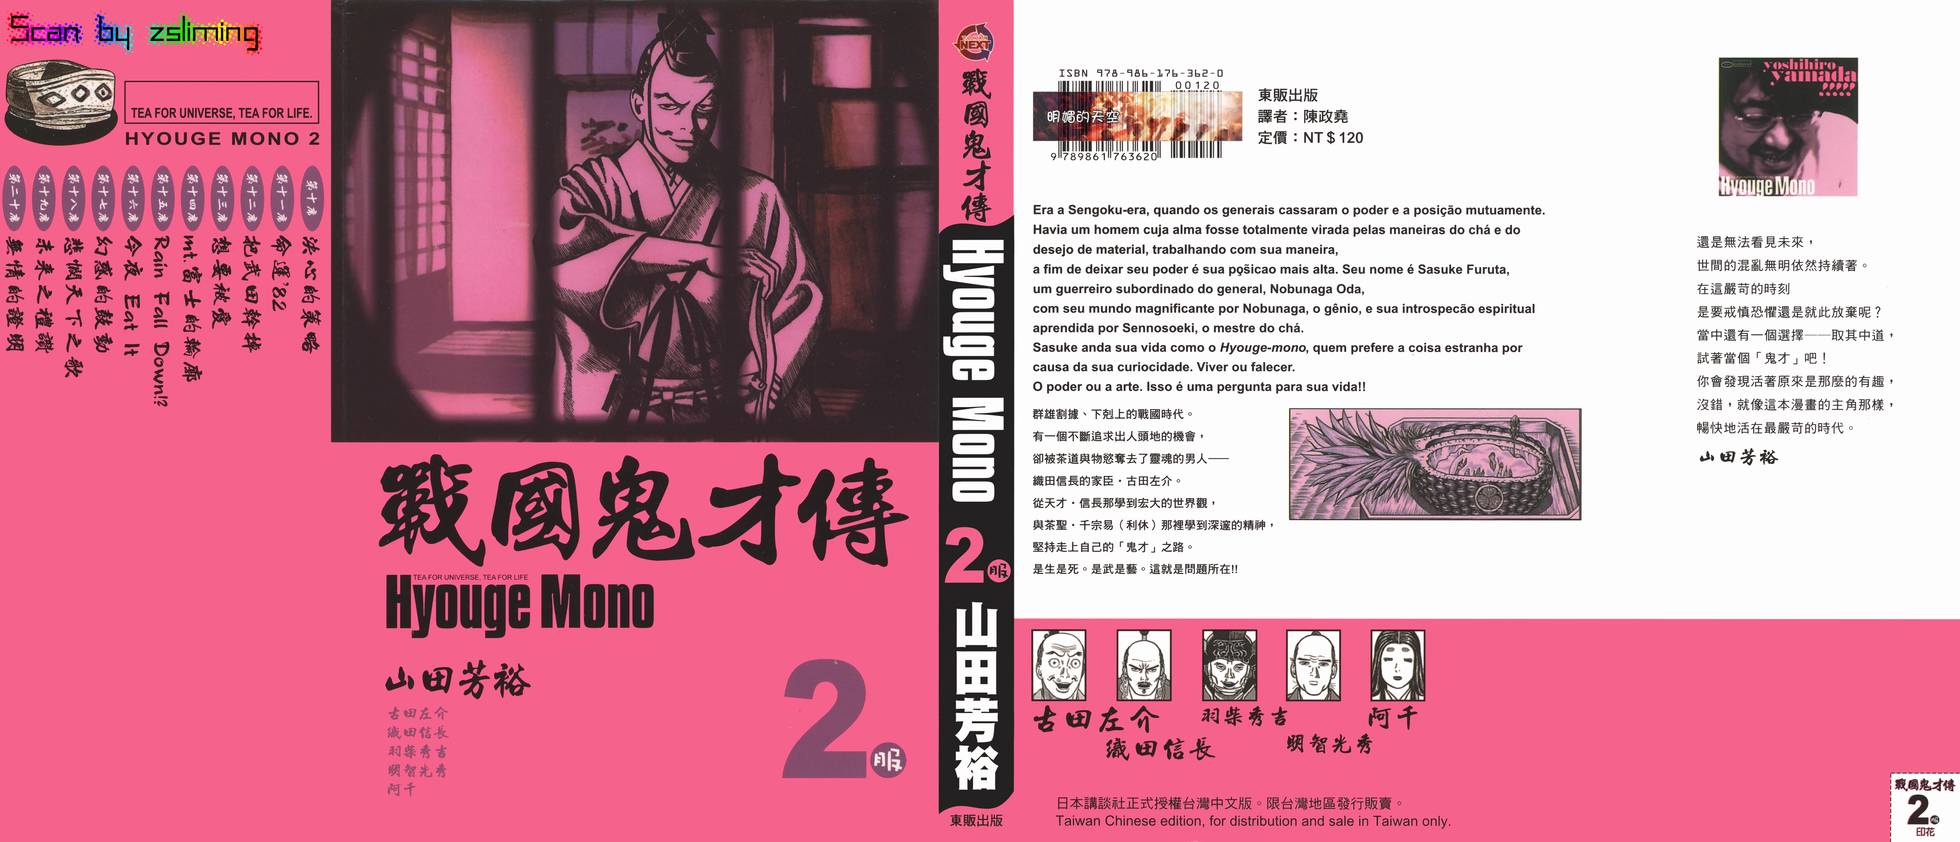 Scan by zsliming
TEA FOR UNIVERSE, TEA FOR LIFE.
HYOUGE MONO 2
第十席 浜心的策略
第十一席 命運'82
第十二席 把武田幹掉
第十三席 想要被愛
第十四席 Mt.富士的輪廓
第十五席 Rain Fall Down!?
第十六席 今夜 Eat It
第十七席 幻惑的鼓動
第十八席 悲憫天下之歌
第十九席 未来之禮讚
第二十席 無情的證明
戰國鬼才傳
TEA FOR UNIVERSE, TEA FOR LIFE
Hyouge Mono
山田芳裕
古田左介
織田信長
羽柴秀吉
明智光秀
阿千
2服
NEXT
戰國鬼才傳
Hyouge Mono
2服
山田芳裕
東販出版
ISBN 978-986-176-362-0
00120
明媚的天空
9 789861 763620
東販出版
譯者：陳政堯
定價：NT＄120
Era a Sengoku-era, quando os generais cassaram o poder e a posição mutuamente.
Havia um homem cuja alma fosse totalmente virada pelas maneiras do chá e do
desejo de material, trabalhando com sua maneira,
a fim de deixar seu poder é sua pǫšicao mais alta. Seu nome é Sasuke Furuta,
um guerreiro subordinado do general, Nobunaga Oda,
com seu mundo magnificante por Nobunaga, o gênio, e sua introspecão espiritual
aprendida por Sennosoeki, o mestre do chá.
Sasuke anda sua vida como o Hyouge-mono, quem prefere a coisa estranha por
causa da sua curiocidade. Viver ou falecer.
O poder ou a arte. Isso é uma pergunta para sua vida!!
群雄割據、下剋上的戰國時代。
有一個不斷追求出人頭地的機會，
卻被茶道與物慾奪去了靈魂的男人——
織田信長的家臣・古田左介。
從天才・信長那學到宏大的世界觀，
與茶聖・千宗易（利休）那裡學到深邃的精神，
堅持走上自己的「鬼才」之路。
是生是死。是武是藝。這就是問題所在!!
古田左介
織田信長
羽柴秀吉
明智光秀
阿千
日本講談社正式授權台灣中文版。限台灣地區發行販賣。
Taiwan Chinese edition, for distribution and sale in Taiwan only.
yoshihiro
yamada
Hyouge Mono
還是無法看見未來，
世間的混亂無明依然持續著。
在這嚴苛的時刻
是要戒慎恐懼還是就此放棄呢？
當中還有一個選擇——取其中道，
試著當個「鬼才」吧！
你會發現活著原來是那麼的有趣，
沒錯，就像這本漫畫的主角那樣，
暢快地活在最嚴苛的時代。
山田芳裕
戰國鬼才傳
2服
印花